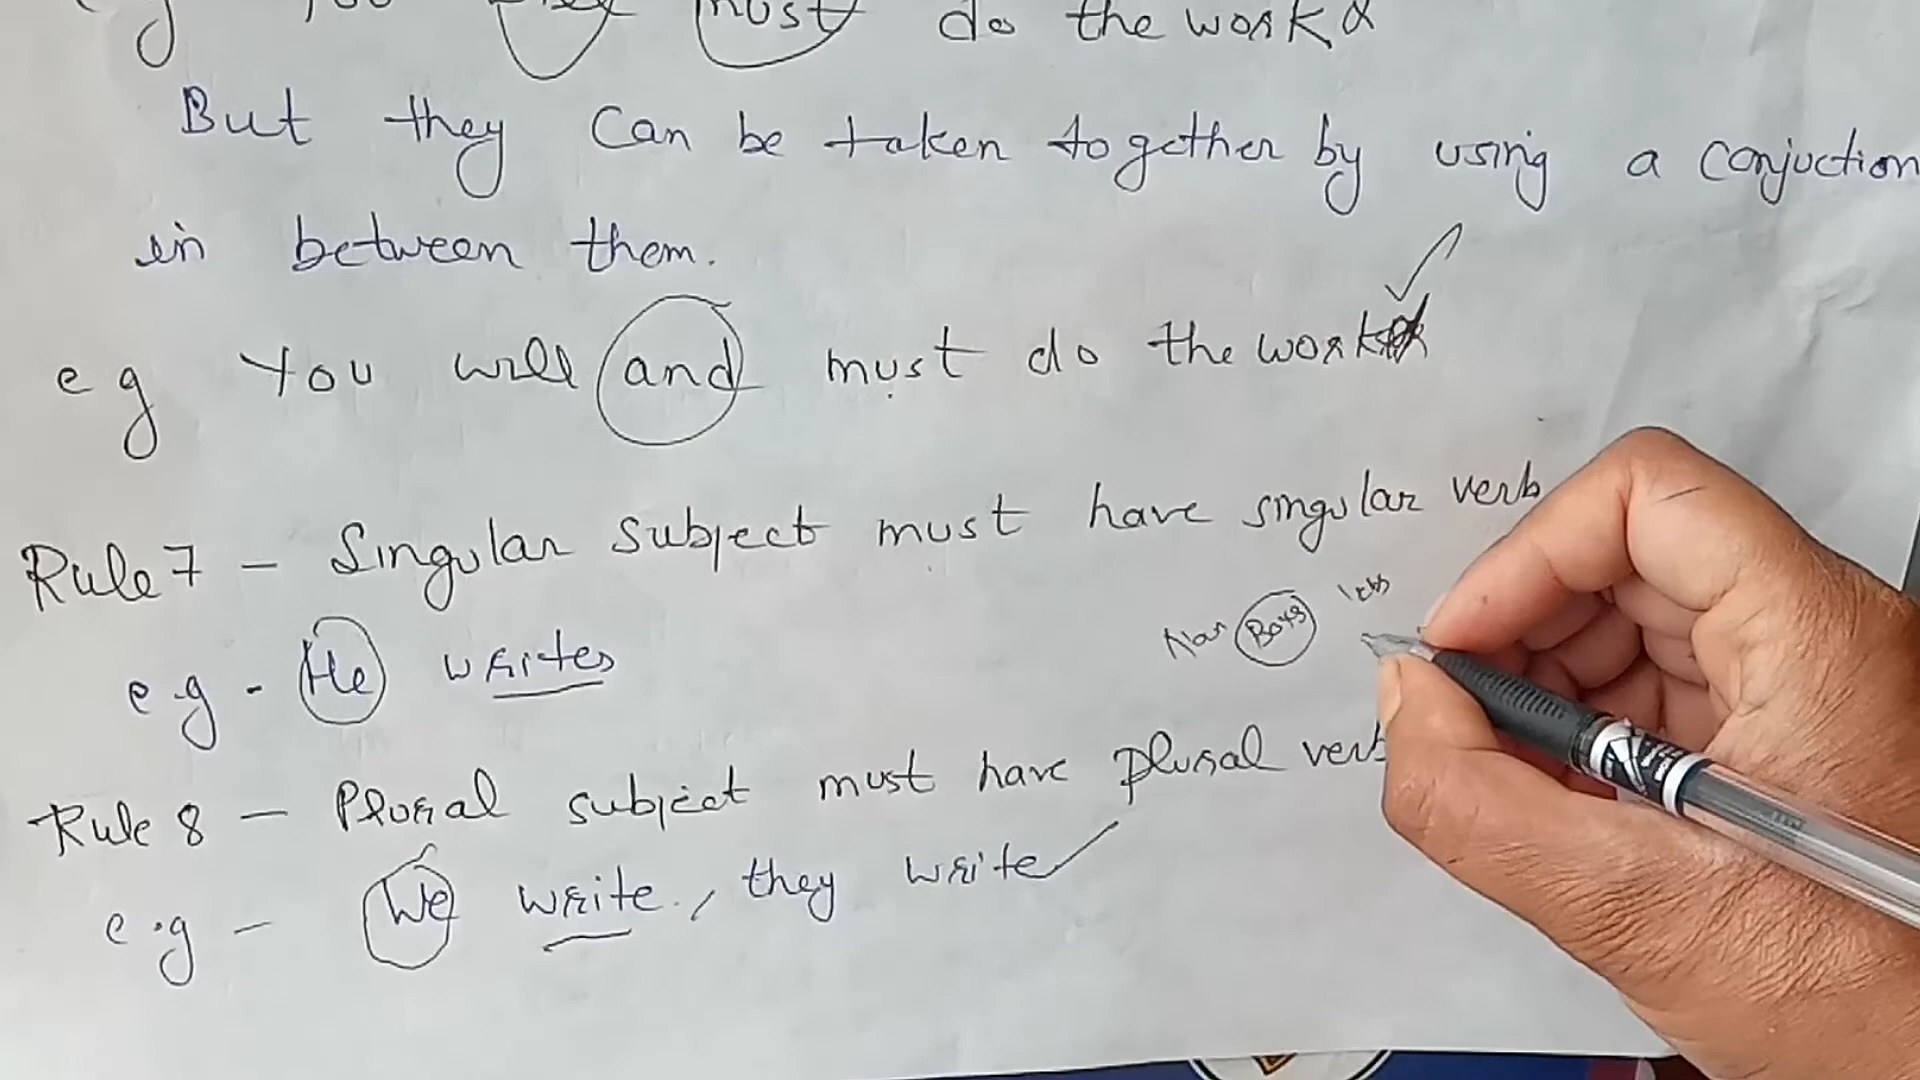 must do the work
But they can be taken together by using a conjuction
in between them.
eg You will and must do the work
Rule 7 - Singular subject must have singular verb
Boys
e.g - He writes
Rule 8 - Plural subject must have plural verb
e.g - We write, they write